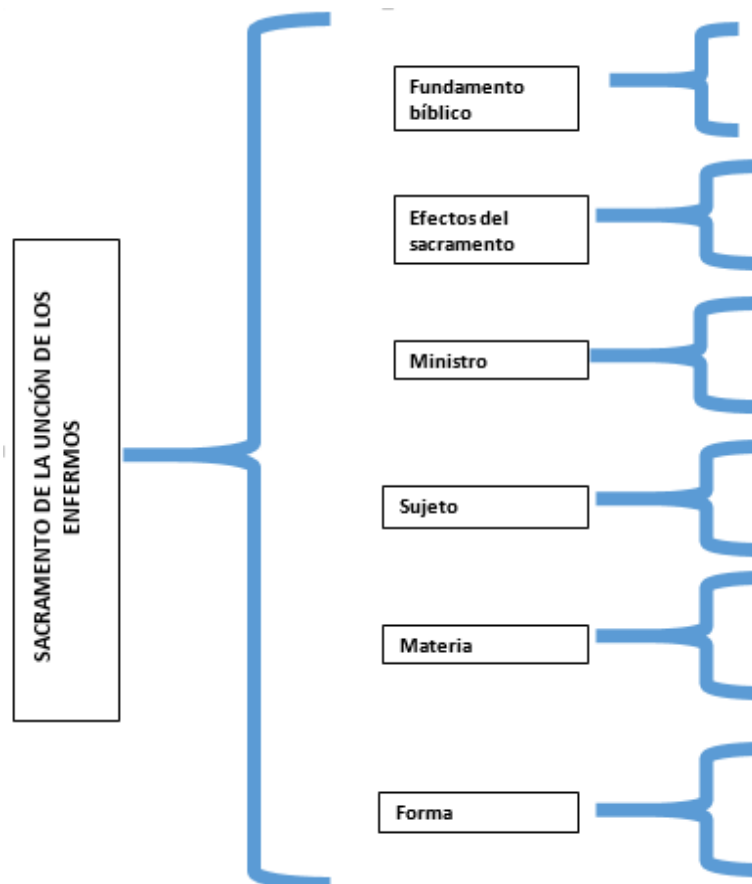 SACRAMENTO DE LA UNCIÓN DE LOS
ENFERMOS
Fundamento
bíblico
Efectos del
sacramento
Ministro
Sujeto
Materia
Forma